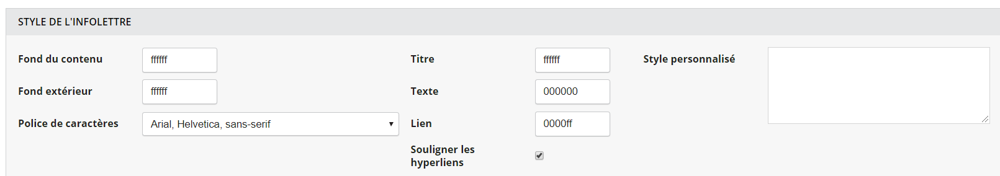 STYLE DE L'INFOLETTRE
Fond du contenu
ffffff
Titre
ffffff
Style personnalisé
Fond extérieur
ffffff
Texte
000000
Police de caractères
Arial, Helvetica, sans-serif
Lien
0000ff
Souligner les
hyperliens